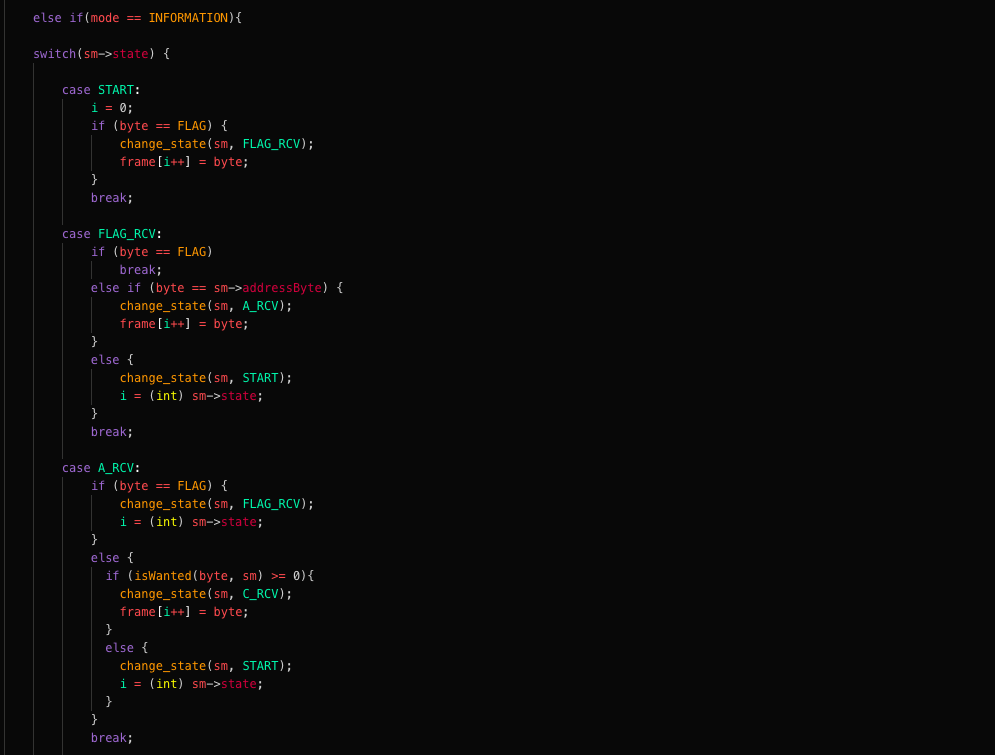 else if(mode == INFORMATION){
switch(sm->state) {
case START:
i = 0;
if (byte == FLAG) {
change_state(sm, FLAG_RCV);
frame[i++] = byte;
}
break;
case FLAG_RCV:
if (byte == FLAG)
break;
else if (byte == sm->addressByte) {
change_state(sm, A_RCV);
frame[i++] = byte;
}
else {
change_state(sm, START);
i = (int) sm->state;
}
break;
case A_RCV:
if (byte == FLAG) {
change_state(sm, FLAG_RCV);
i = (int) sm->state;
}
else {
if (isWanted(byte, sm) >= 0){
change_state(sm, C_RCV);
frame[i++] = byte;
}
else {
change_state(sm, START);
i = (int) sm->state;
}
}
break;